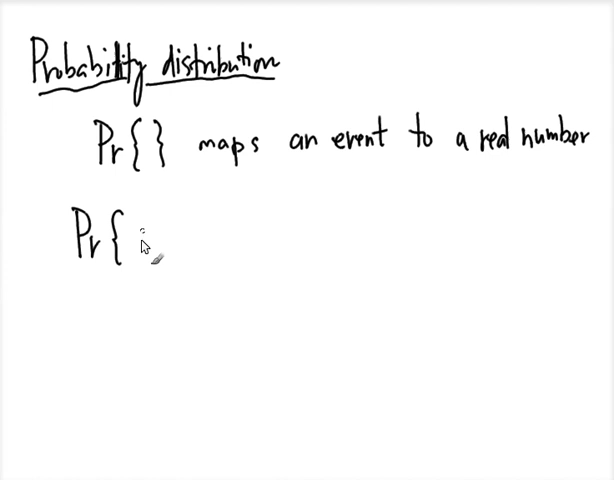 Probability distribution
Pr{ } maps an event to a real number
Pr{